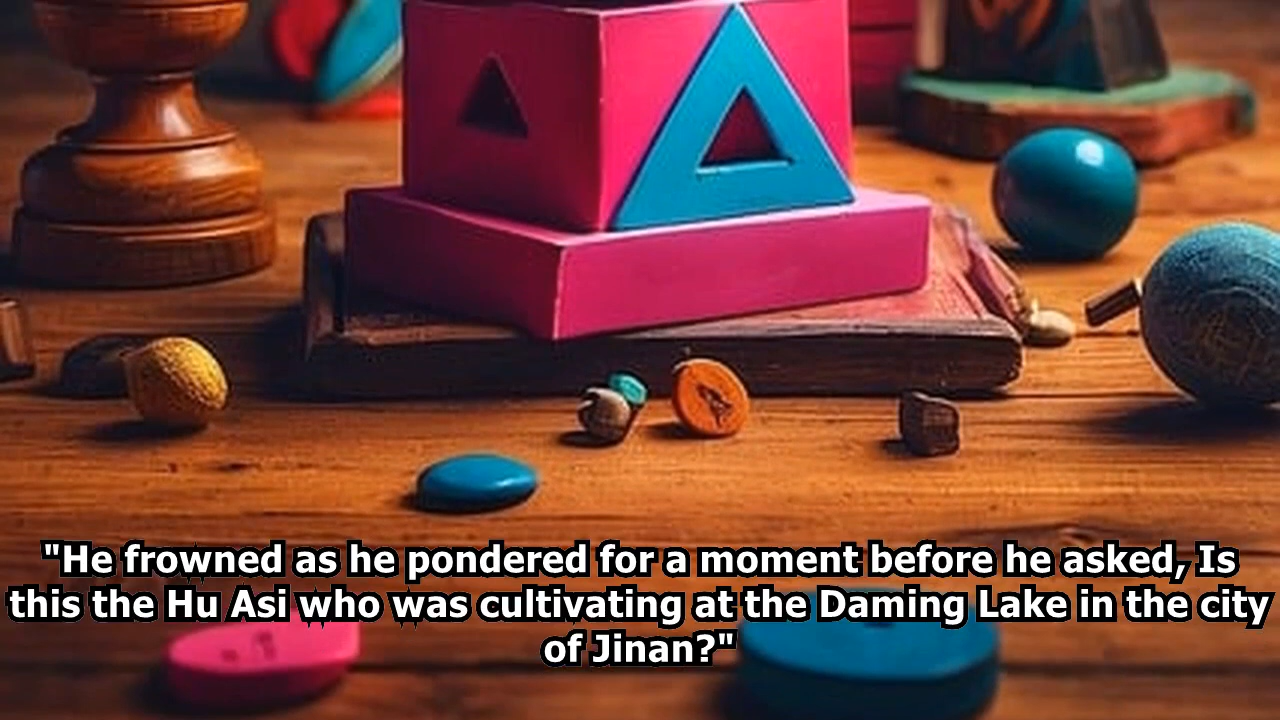 "He frowned as he pondered for a moment before he asked, Is
this the Hu Asi who was cultivating at the Daming Lake in the city
of Jinan?"